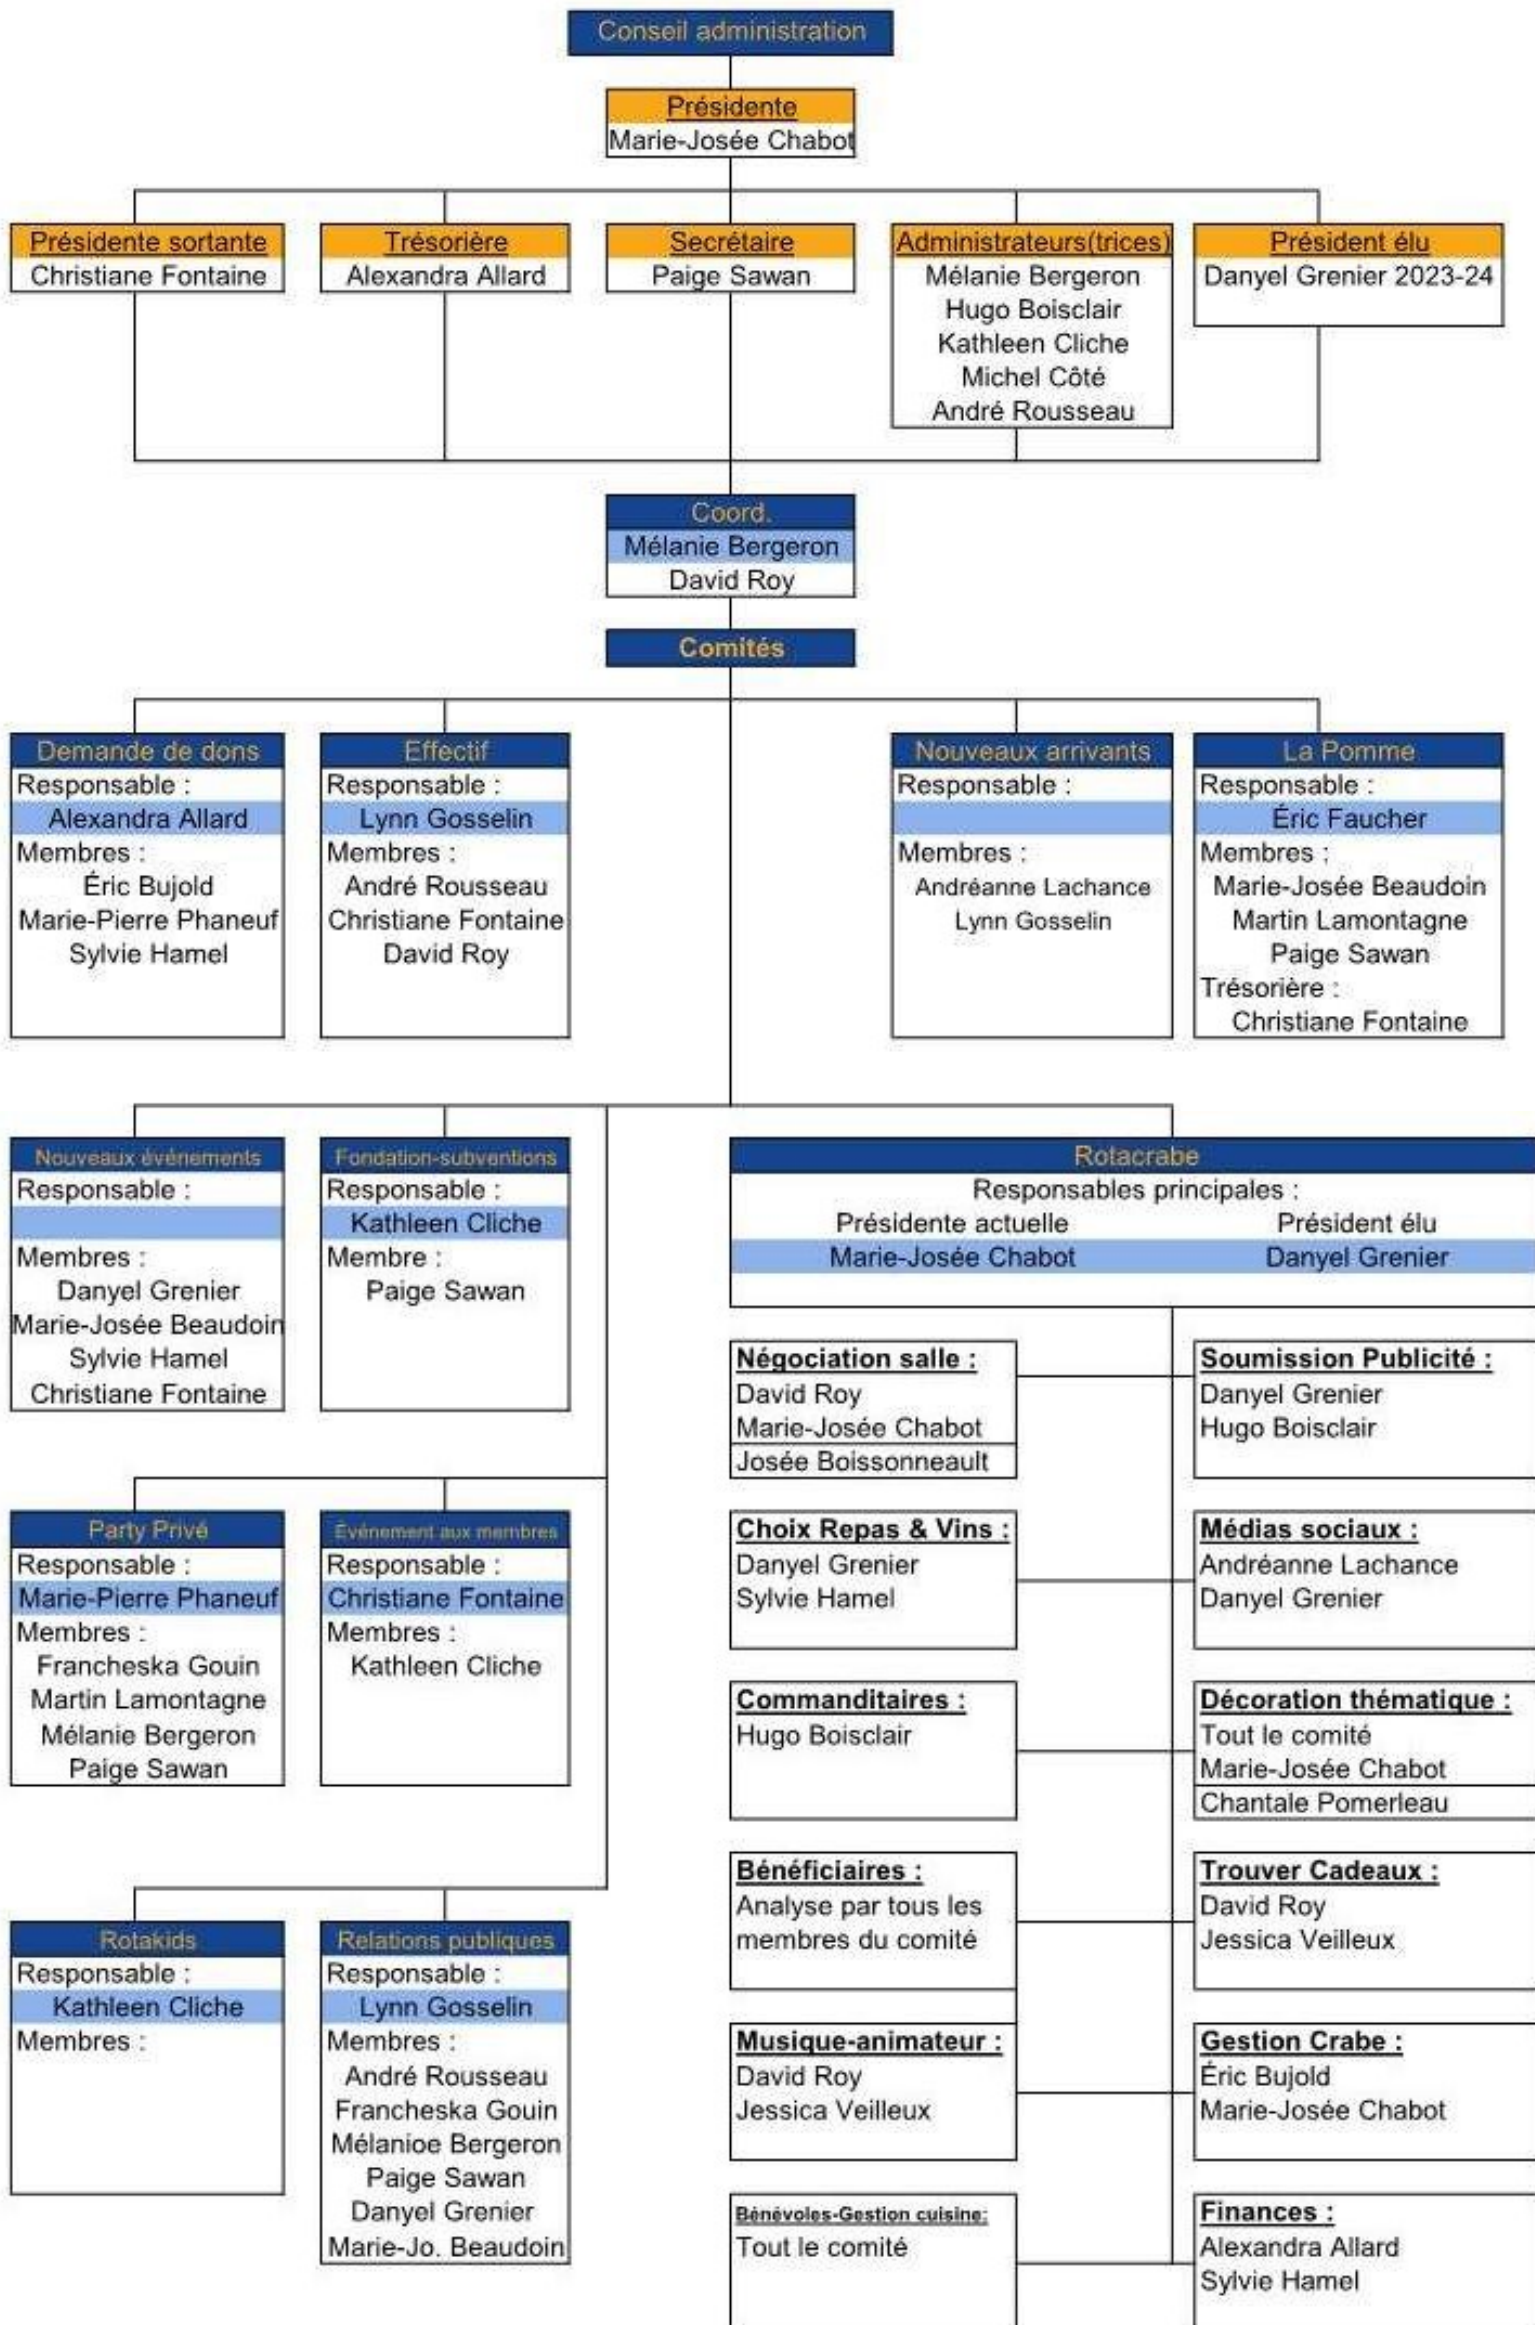 Conseil administration
Présidente
Marie-Josée Chabot
Présidente sortante
Christiane Fontaine
Trésorière
Alexandra Allard
Secrétaire
Paige Sawan
Administrateurs(trices)
Mélanie Bergeron
Hugo Boisclair
Kathleen Cliche
Michel Côté
André Rousseau
Président élu
Danyel Grenier 2023-24
Coord.
Mélanie Bergeron
David Roy
Comités
Demande de dons
Responsable :
Alexandra Allard
Membres :
Éric Bujold
Marie-Pierre Phaneuf
Sylvie Hamel
Effectif
Responsable :
Lynn Gosselin
Membres :
André Rousseau
Christiane Fontaine
David Roy
Nouveaux arrivants
Responsable :
Membres :
Andréanne Lachance
Lynn Gosselin
La Pomme
Responsable :
Éric Faucher
Membres :
Marie-Josée Beaudoin
Martin Lamontagne
Paige Sawan
Trésorière :
Christiane Fontaine
Nouveaux événements
Responsable :
Membres :
Danyel Grenier
Marie-Josée Beaudoin
Sylvie Hamel
Christiane Fontaine
Fondation-subventions
Responsable :
Kathleen Cliche
Membre :
Paige Sawan
Party Privé
Responsable :
Marie-Pierre Phaneuf
Membres :
Francheska Gouin
Martin Lamontagne
Mélanie Bergeron
Paige Sawan
Événement aux membres
Responsable :
Christiane Fontaine
Membres :
Kathleen Cliche
Rotakids
Responsable :
Kathleen Cliche
Membres :
Relations publiques
Responsable :
Lynn Gosselin
Membres :
André Rousseau
Francheska Gouin
Mélanioe Bergeron
Paige Sawan
Danyel Grenier
Marie-Jo. Beaudoin
Rotacrabe
Responsables principales :
Présidente actuelle
Président élu
Marie-Josée Chabot
Danyel Grenier
Négociation salle :
David Roy
Marie-Josée Chabot
Josée Boissonneault
Soumission Publicité :
Danyel Grenier
Hugo Boisclair
Choix Repas & Vins :
Danyel Grenier
Sylvie Hamel
Médias sociaux :
Andréanne Lachance
Danyel Grenier
Commanditaires :
Hugo Boisclair
Décoration thématique :
Tout le comité
Marie-Josée Chabot
Chantale Pomerleau
Bénéficiaires :
Analyse par tous les
membres du comité
Trouver Cadeaux :
David Roy
Jessica Veilleux
Musique-animateur :
David Roy
Jessica Veilleux
Gestion Crabe :
Éric Bujold
Marie-Josée Chabot
Bénévoles-Gestion cuisine:
Tout le comité
Finances :
Alexandra Allard
Sylvie Hamel